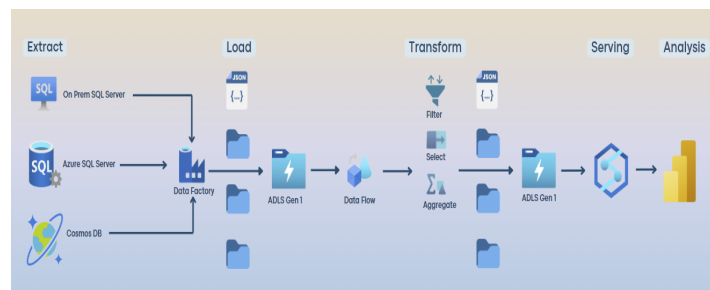 Extract
Load
Transform
Serving
Analysis
SQL
On Prem SQL Server
JSON
{...}
Filter
JSON
{...}
SQL
Azure SQL Server
Data Factory
ADLS Gen 1
Data Flow
Select
Aggregate
ADLS Gen 1
Cosmos DB